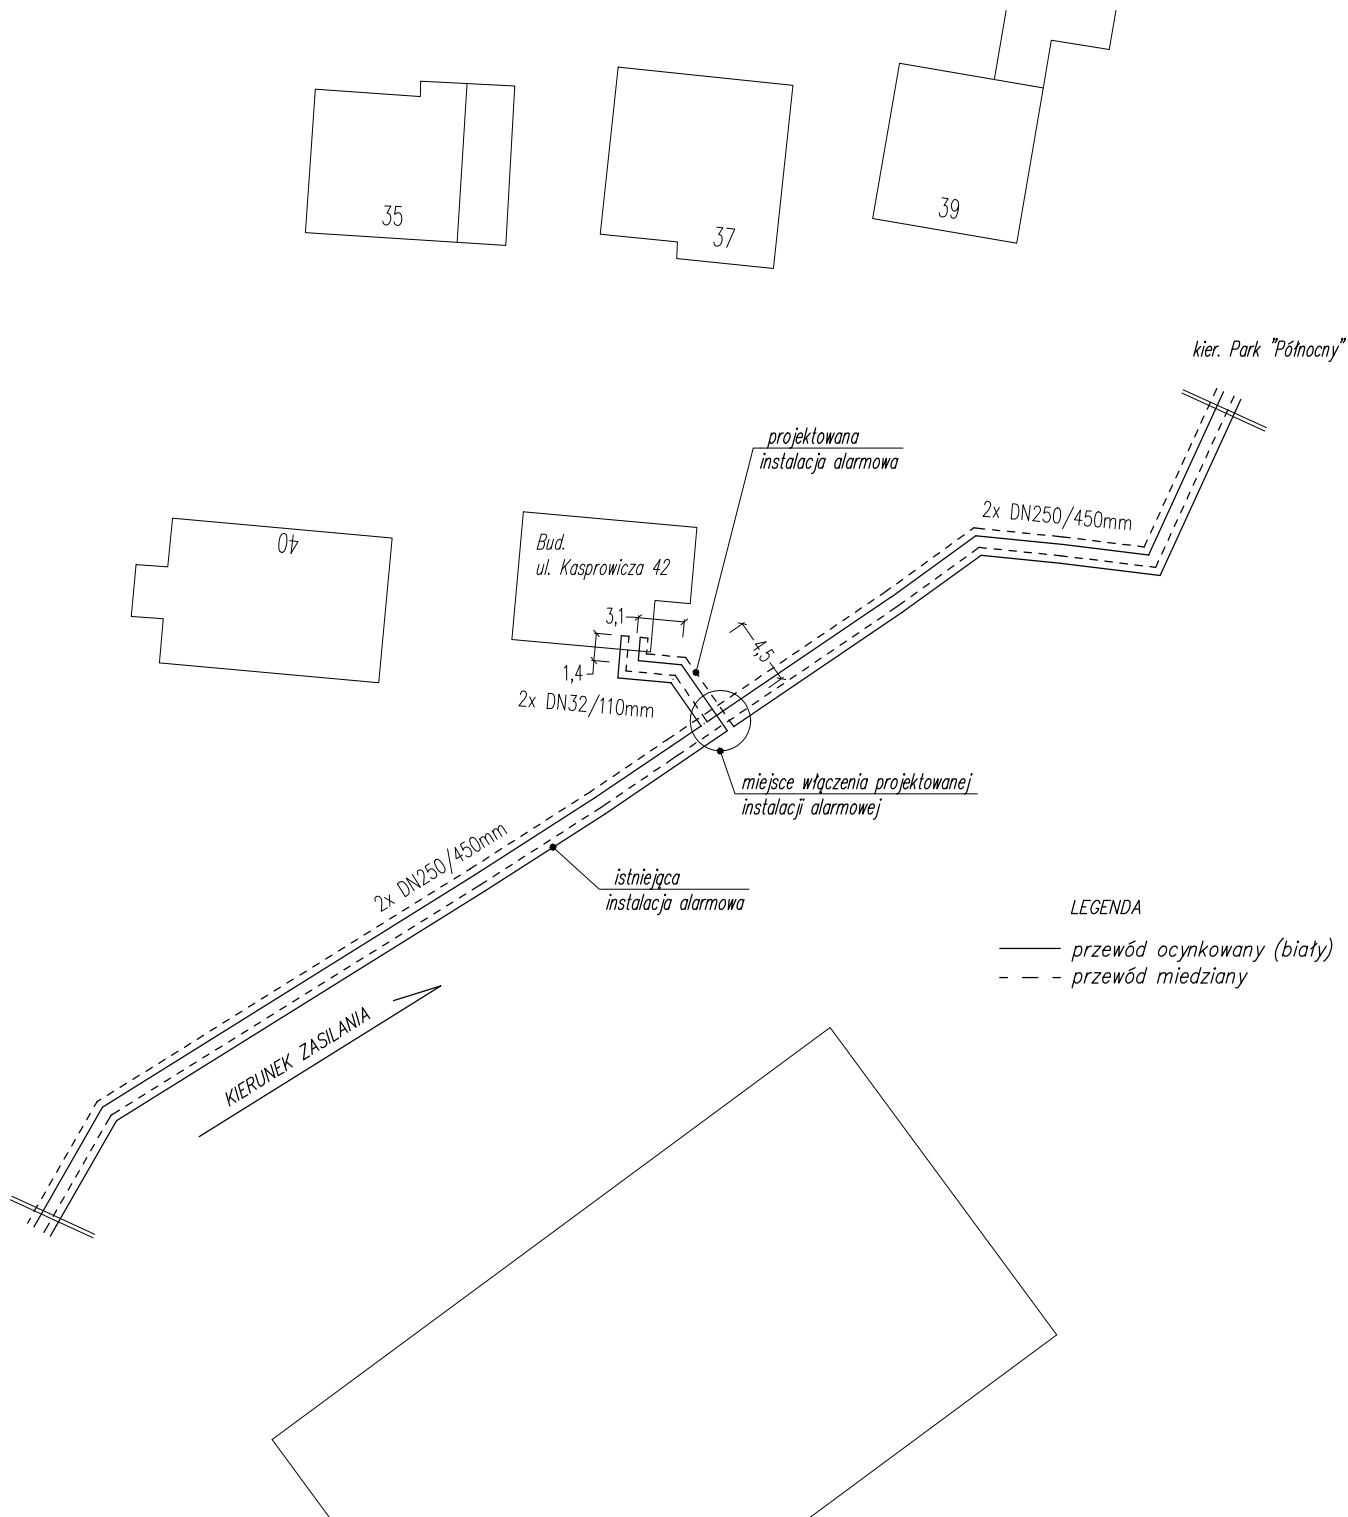 35
37
39
kier. Park "Północny"
projektowana
instalacja alarmowa
2x DN250/450mm
40
Bud.
ul. Kasprowicza 42
3,1
4,5
1,4
2x DN32/110mm
miejsce włączenia projektowanej
instalacji alarmowej
2x DN250/450mm
istniejąca
instalacja alarmowa
LEGENDA
przewód ocynkowany (biały)
przewód miedziany
KIERUNEK ZASILANIA